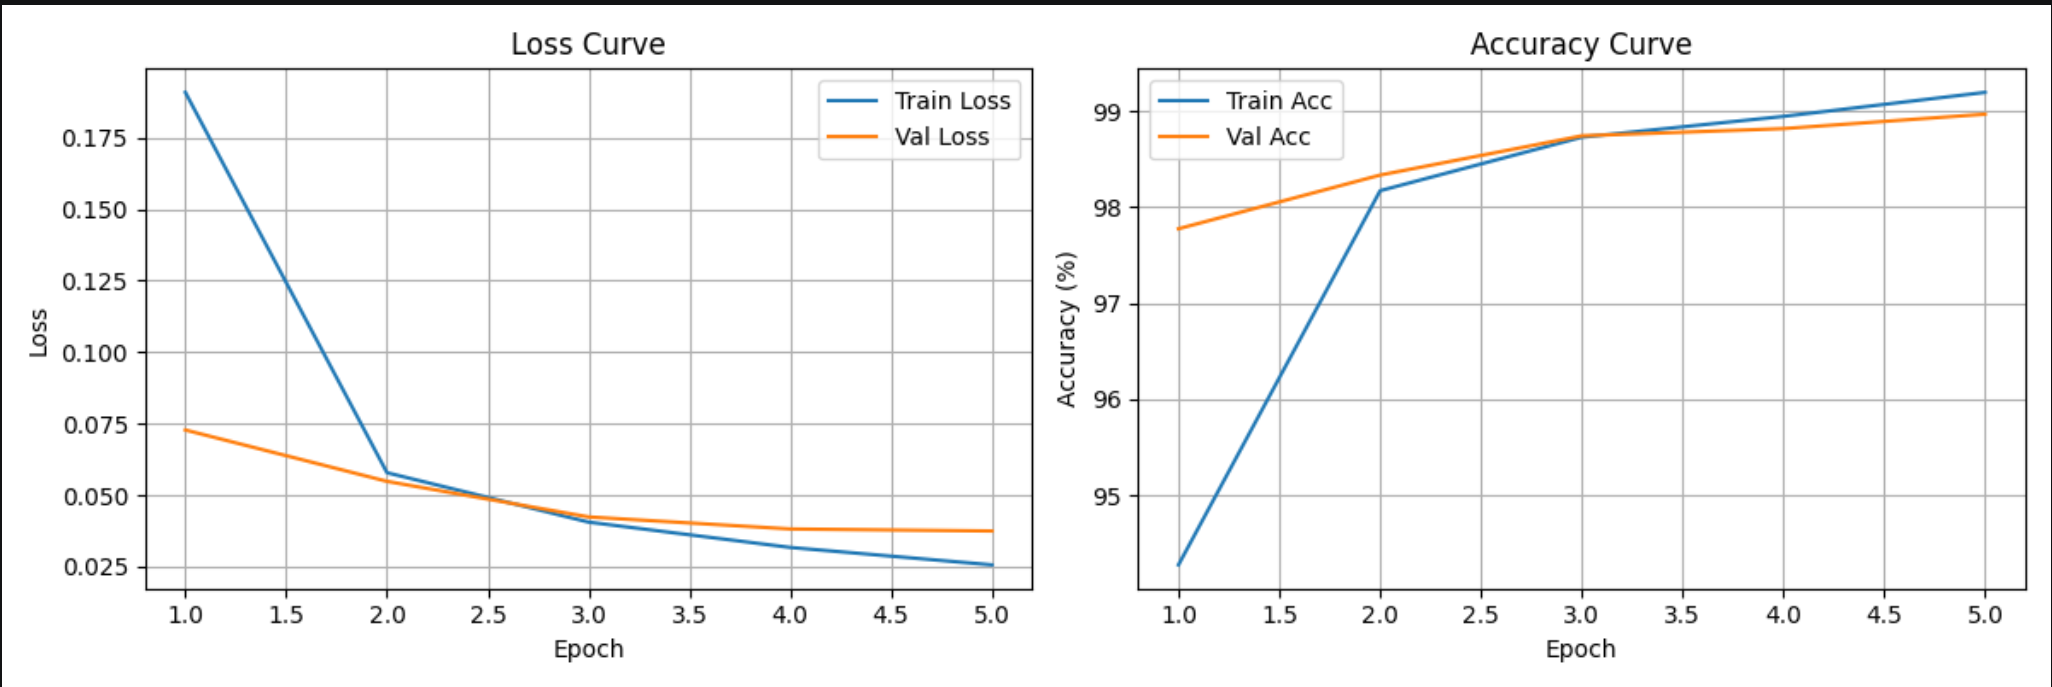 Loss Curve
Train Loss
Val Loss
0.175
0.150
0.125
0.100
0.075
0.050
0.025
Loss
1.0 1.5 2.0 2.5 3.0 3.5 4.0 4.5 5.0
Epoch
Accuracy Curve
Train Acc
Val Acc
99
98
97
96
95
Accuracy (%)
1.0 1.5 2.0 2.5 3.0 3.5 4.0 4.5 5.0
Epoch